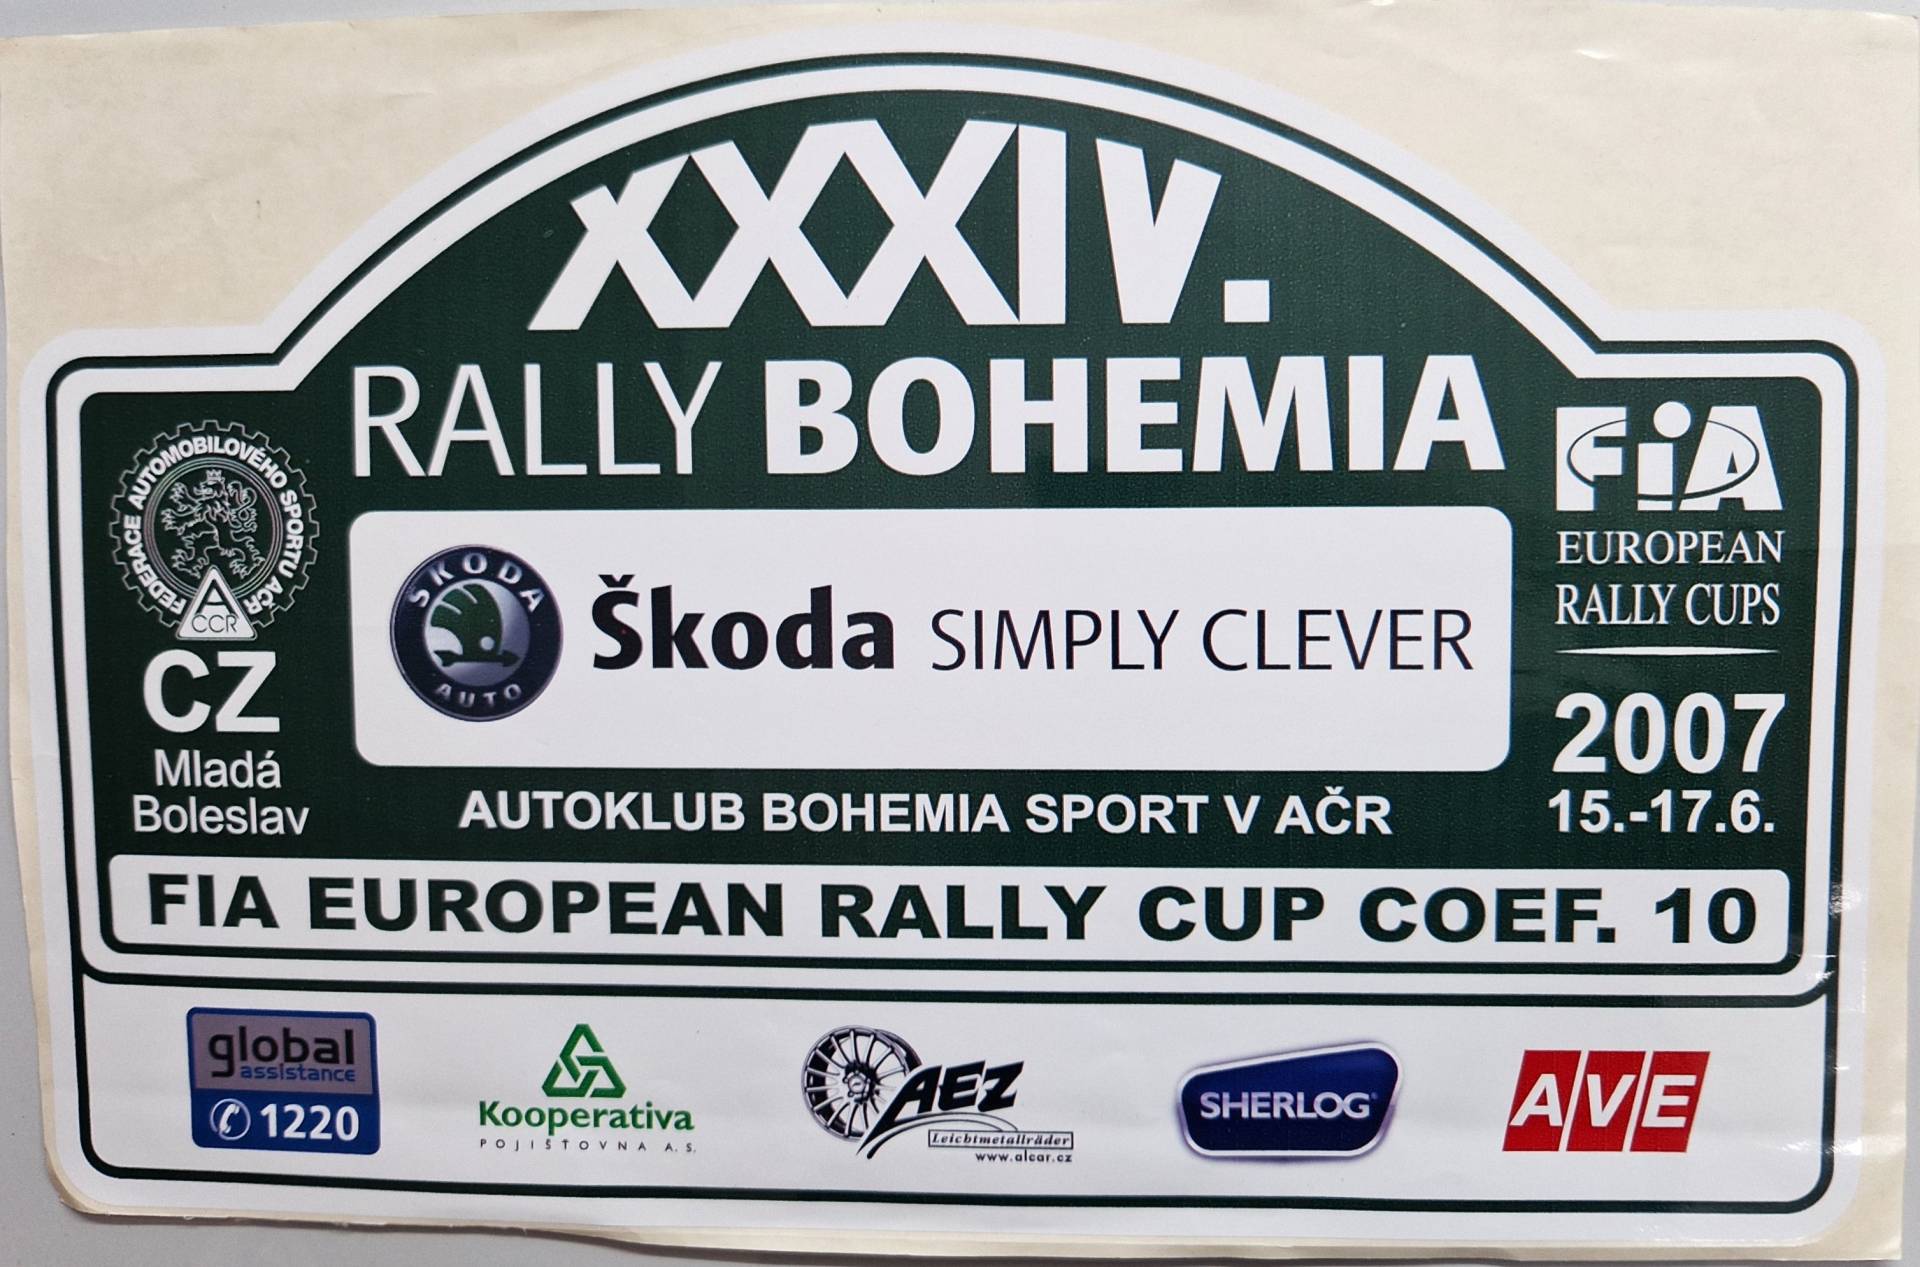 XXXIV.
RALLY BOHEMIA
FEDERACE AUTOMOBILOVÉHO SPORTU AČR
A
CCR
CZ
Mladá
Boleslav
ŠKODA
AUTO
Škoda SIMPLY CLEVER
FiA
EUROPEAN
RALLY CUPS
2007
15.-17.6.
AUTOKLUB BOHEMIA SPORT V AČR
FIA EUROPEAN RALLY CUP COEF. 10
global
assistance
1220
Kooperativa
POJIŠŤOVNA A.S.
AEZ
Leichtmetallräder
www.alcar.cz
SHERLOG®
AVE